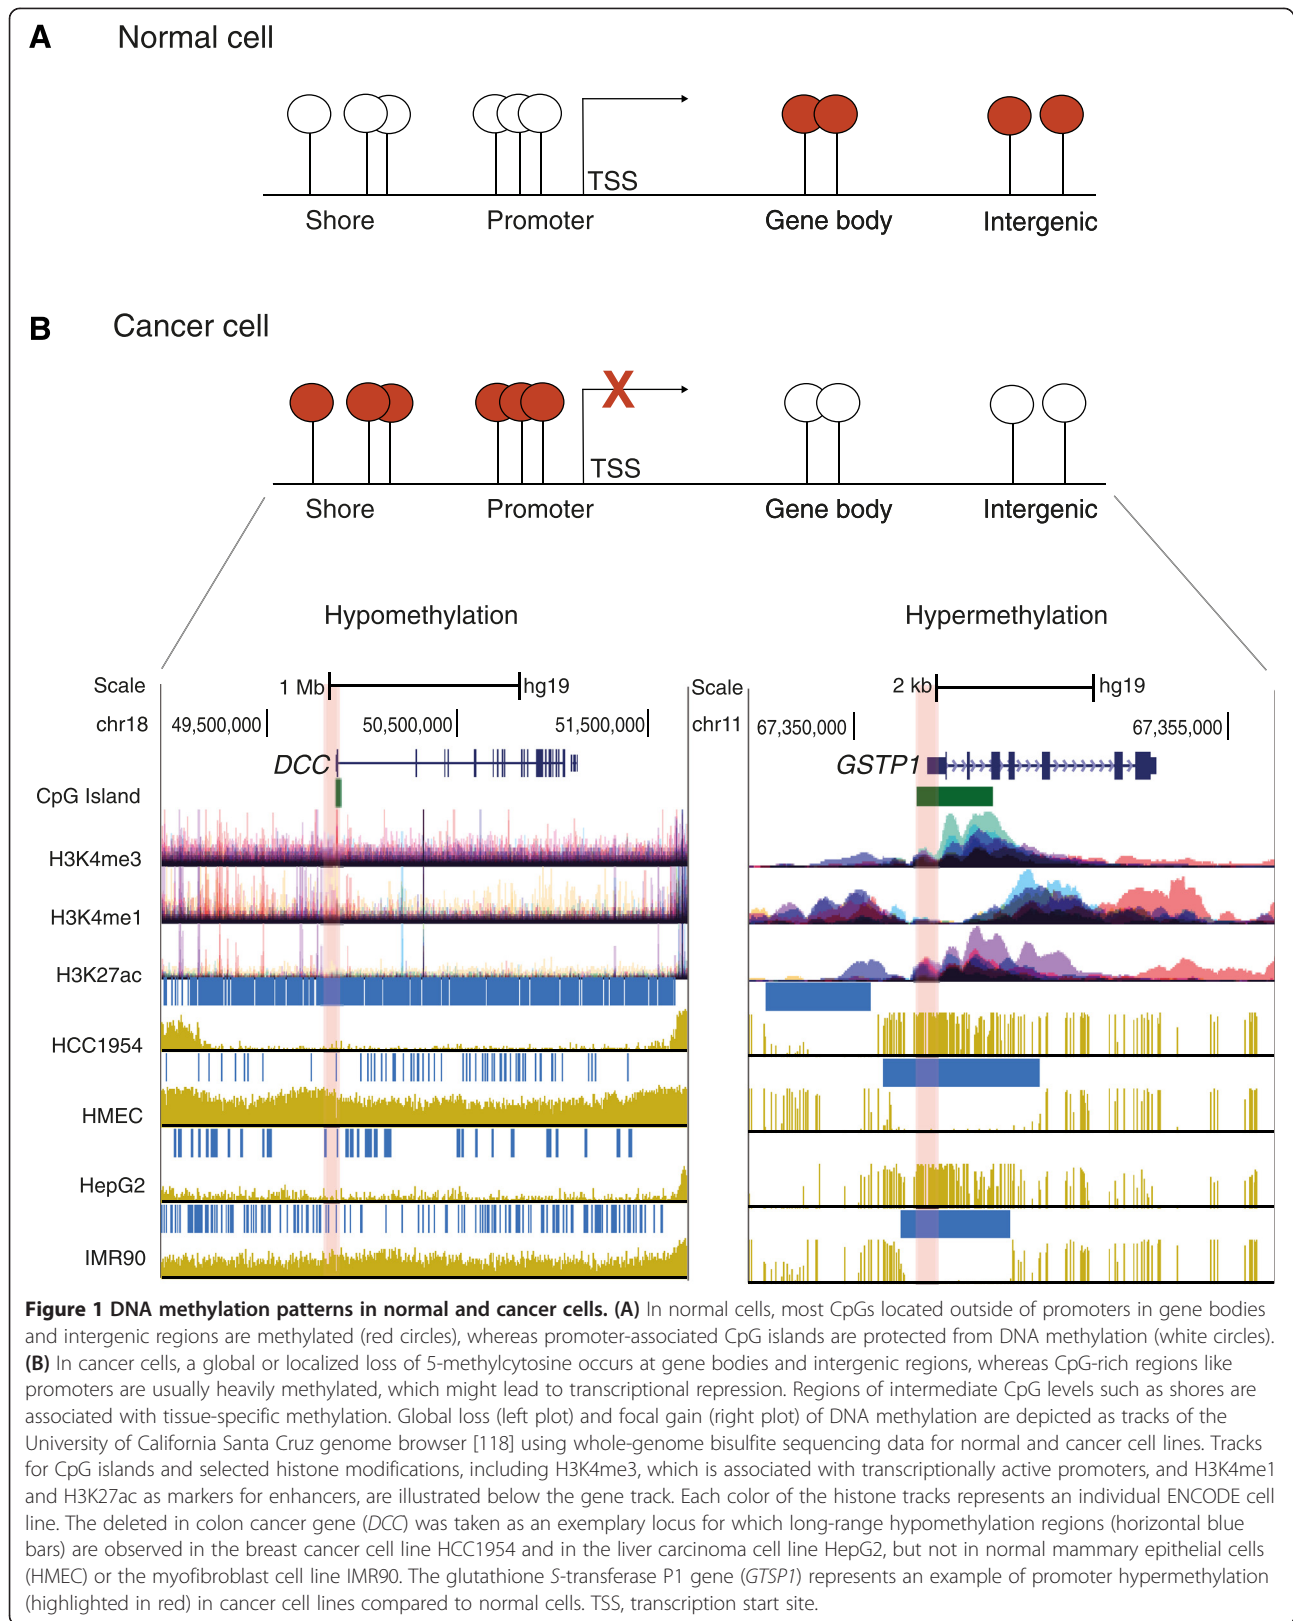 A Normal cell
TSS
Shore Promoter Gene body Intergenic
B Cancer cell
X
TSS
Shore Promoter Gene body Intergenic
Hypomethylation Hypermethylation
Scale 1 Mb hg19 Scale 2 kb hg19
chr18 49,500,000 50,500,000 51,500,000 chr11 67,350,000 67,355,000
DCC GSTP1
CpG Island
H3K4me3
H3K4me1
H3K27ac
HCC1954
HMEC
HepG2
IMR90
Figure 1 DNA methylation patterns in normal and cancer cells. (A) In normal cells, most CpGs located outside of promoters in gene bodies
and intergenic regions are methylated (red circles), whereas promoter-associated CpG islands are protected from DNA methylation (white circles).
(B) In cancer cells, a global or localized loss of 5-methylcytosine occurs at gene bodies and intergenic regions, whereas CpG-rich regions like
promoters are usually heavily methylated, which might lead to transcriptional repression. Regions of intermediate CpG levels such as shores are
associated with tissue-specific methylation. Global loss (left plot) and focal gain (right plot) of DNA methylation are depicted as tracks of the
University of California Santa Cruz genome browser [118] using whole-genome bisulfite sequencing data for normal and cancer cell lines. Tracks
for CpG islands and selected histone modifications, including H3K4me3, which is associated with transcriptionally active promoters, and H3K4me1
and H3K27ac as markers for enhancers, are illustrated below the gene track. Each color of the histone tracks represents an individual ENCODE cell
line. The deleted in colon cancer gene (DCC) was taken as an exemplary locus for which long-range hypomethylation regions (horizontal blue
bars) are observed in the breast cancer cell line HCC1954 and in the liver carcinoma cell line HepG2, but not in normal mammary epithelial cells
(HMEC) or the myofibroblast cell line IMR90. The glutathione S-transferase P1 gene (GTSP1) represents an example of promoter hypermethylation
(highlighted in red) in cancer cell lines compared to normal cells. TSS, transcription start site.